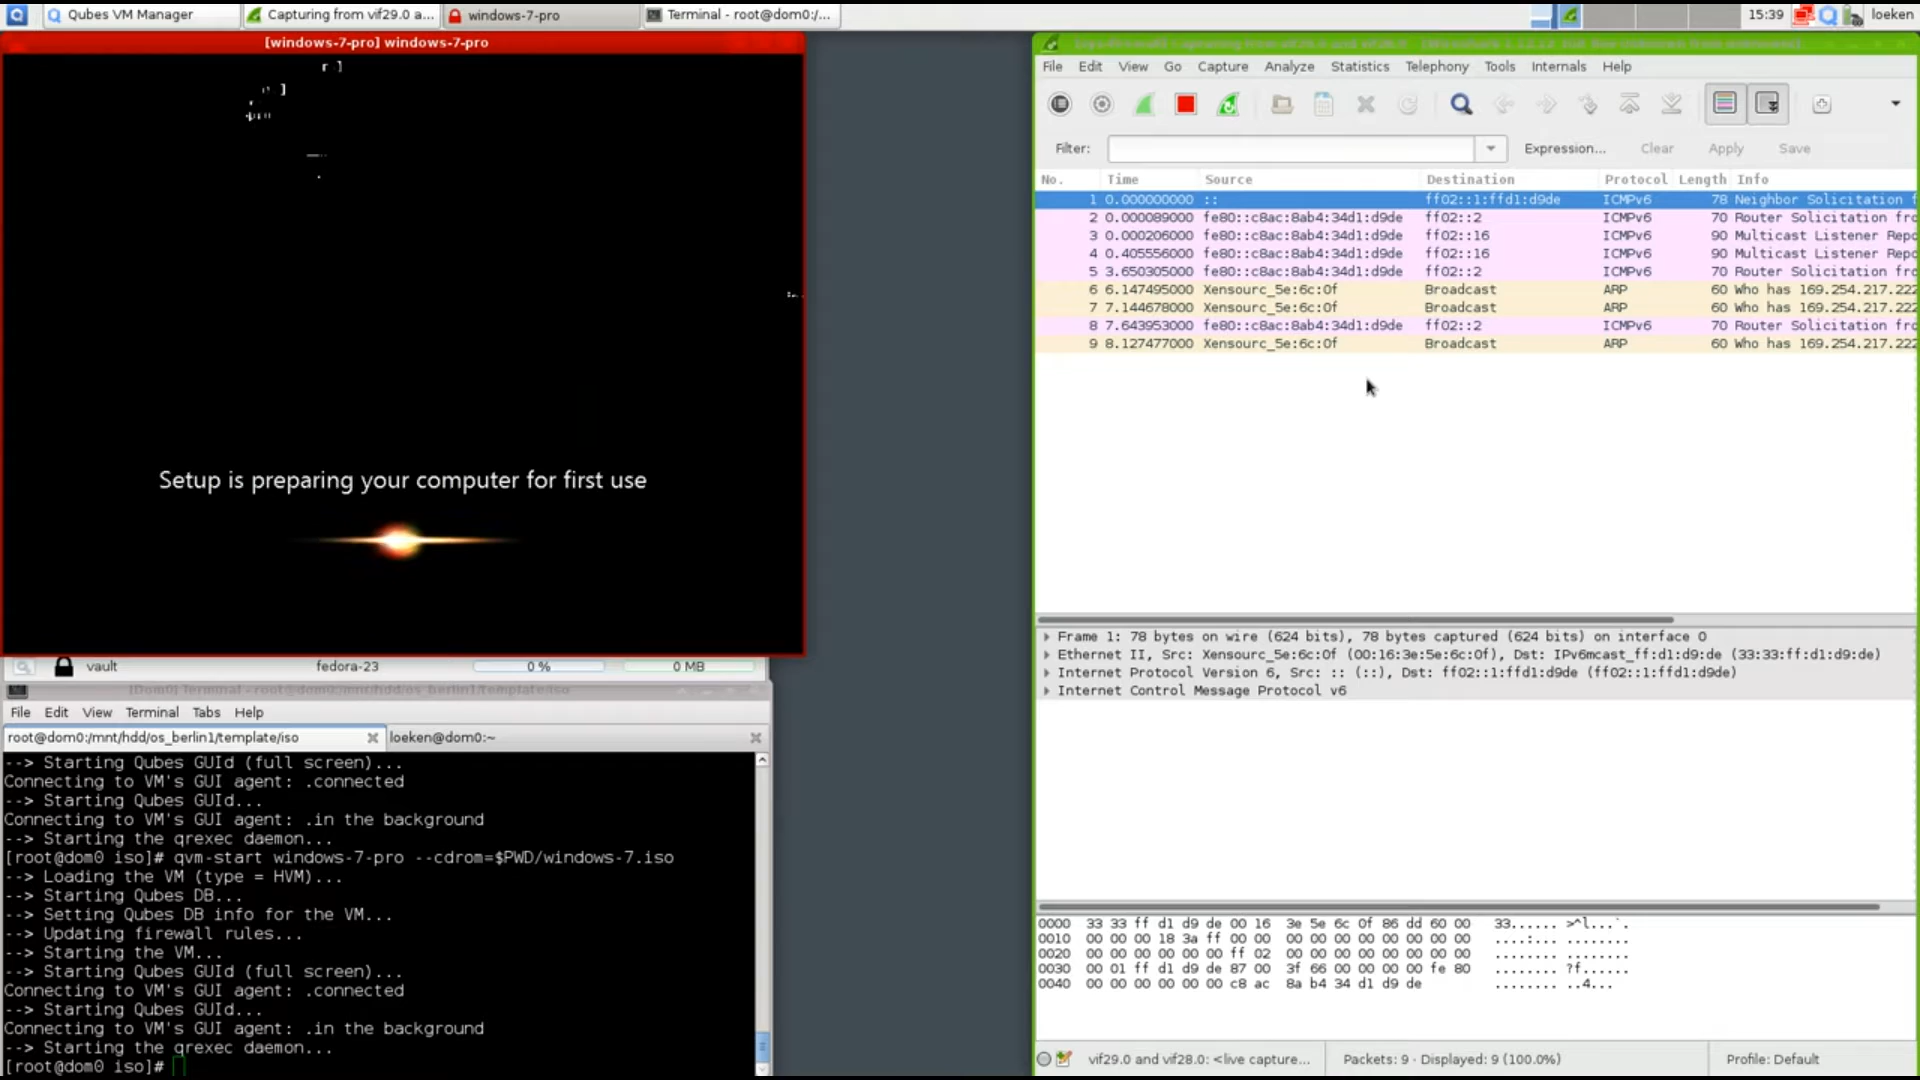 Qubes VM Manager
Capturing from vif29.0 a...
windows-7-pro
Terminal - root@dom0:/...
15:39
loeken
[windows-7-pro] windows-7-pro
Setup is preparing your computer for first use
vault fedora-23 0 % 0 MB
[Dom0] Terminal - root@dom0:/mnt/hdd/os_berlin1/template/iso
File Edit View Terminal Tabs Help
root@dom0:/mnt/hdd/os_berlin1/template/iso
loeken@dom0:~
--> Starting Qubes GUId (full screen)...
Connecting to VM's GUI agent: .connected
--> Starting Qubes GUId...
Connecting to VM's GUI agent: .in the background
--> Starting the qrexec daemon...
[root@dom0 iso]# qvm-start windows-7-pro --cdrom=$PWD/windows-7.iso
--> Loading the VM (type = HVM)...
--> Starting Qubes DB...
--> Setting Qubes DB info for the VM...
--> Updating firewall rules...
--> Starting the VM...
--> Starting Qubes GUId (full screen)...
Connecting to VM's GUI agent: .connected
--> Starting Qubes GUId...
Connecting to VM's GUI agent: .in the background
--> Starting the qrexec daemon...
[root@dom0 iso]#
File Edit View Go Capture Analyze Statistics Telephony Tools Internals Help
Filter: Expression... Clear Apply Save
No. Time Source Destination Protocol Length Info
1 0.000000000 :: ff02::1:ffd1:d9de ICMPv6 78 Neighbor Solicitation f
2 0.000089000 fe80::c8ac:8ab4:34d1:d9de ff02::2 ICMPv6 70 Router Solicitation fro
3 0.000206000 fe80::c8ac:8ab4:34d1:d9de ff02::16 ICMPv6 90 Multicast Listener Repo
4 0.405556000 fe80::c8ac:8ab4:34d1:d9de ff02::16 ICMPv6 90 Multicast Listener Repo
5 3.650305000 fe80::c8ac:8ab4:34d1:d9de ff02::2 ICMPv6 70 Router Solicitation fro
6 6.147495000 Xensourc_5e:6c:0f Broadcast ARP 60 Who has 169.254.217.222
7 7.144678000 Xensourc_5e:6c:0f Broadcast ARP 60 Who has 169.254.217.222
8 7.643953000 fe80::c8ac:8ab4:34d1:d9de ff02::2 ICMPv6 70 Router Solicitation fro
9 8.127477000 Xensourc_5e:6c:0f Broadcast ARP 60 Who has 169.254.217.222
Frame 1: 78 bytes on wire (624 bits), 78 bytes captured (624 bits) on interface 0
Ethernet II, Src: Xensourc_5e:6c:0f (00:16:3e:5e:6c:0f), Dst: IPv6mcast_ff:d1:d9:de (33:33:ff:d1:d9:de)
Internet Protocol Version 6, Src: :: (::), Dst: ff02::1:ffd1:d9de (ff02::1:ffd1:d9de)
Internet Control Message Protocol v6
0000 33 33 ff d1 d9 de 00 16 3e 5e 6c 0f 86 dd 60 00 33...... >^l...`.
0010 00 00 00 18 3a ff 00 00 00 00 00 00 00 00 00 00 ....:... ........
0020 00 00 00 00 00 00 ff 02 00 00 00 00 00 00 00 00 ........ ........
0030 00 01 ff d1 d9 de 87 00 3f 66 00 00 00 00 fe 80 ........ ?f......
0040 00 00 00 00 00 00 c8 ac 8a b4 34 d1 d9 de ........ ..4...
vif29.0 and vif28.0: <live capture...
Packets: 9 · Displayed: 9 (100.0%)
Profile: Default